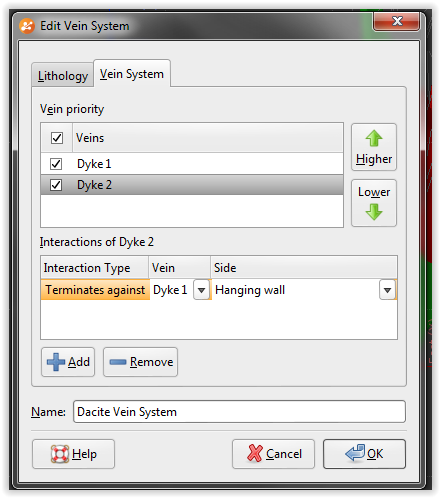 Edit Vein System
Lithology Vein System
Vein priority
Veins
Dyke 1
Dyke 2
Higher
Lower
Interactions of Dyke 2
Interaction Type Vein Side
Terminates against Dyke 1 Hanging wall
Add Remove
Name: Dacite Vein System
Help Cancel OK